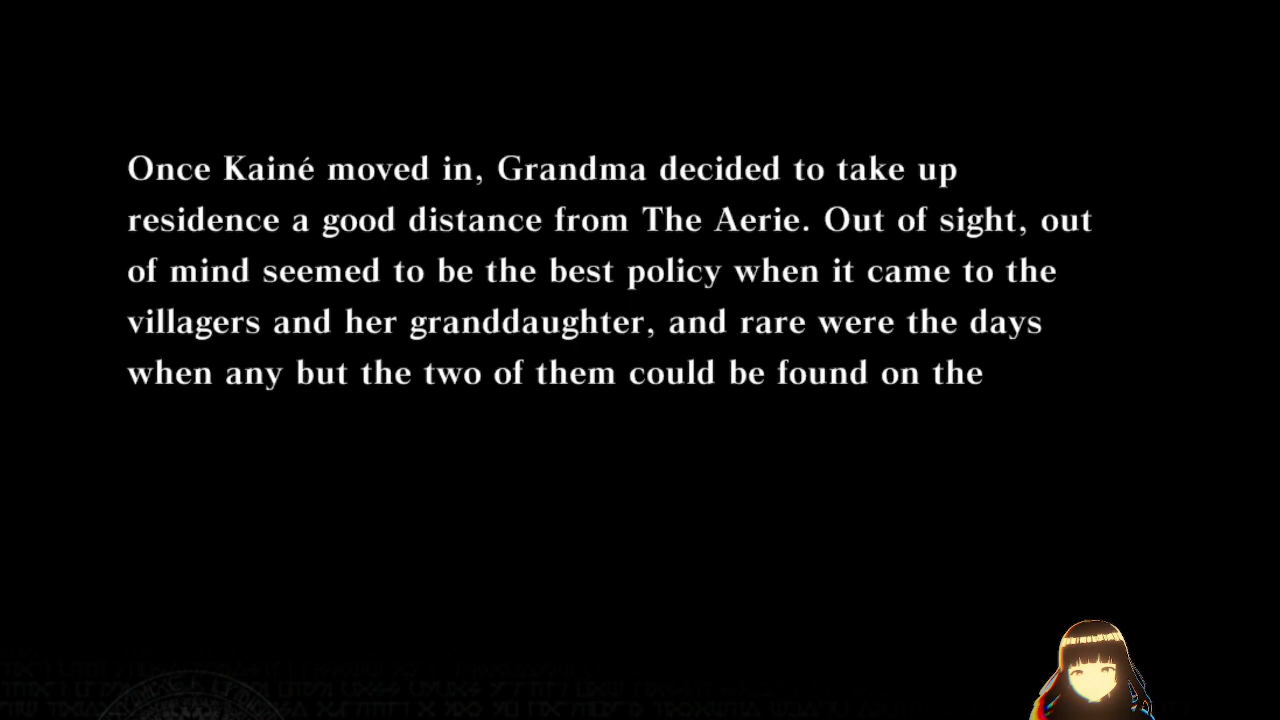 Once Kainé moved in, Grandma decided to take up
residence a good distance from The Aerie. Out of sight, out
of mind seemed to be the best policy when it came to the
villagers and her granddaughter, and rare were the days
when any but the two of them could be found on the